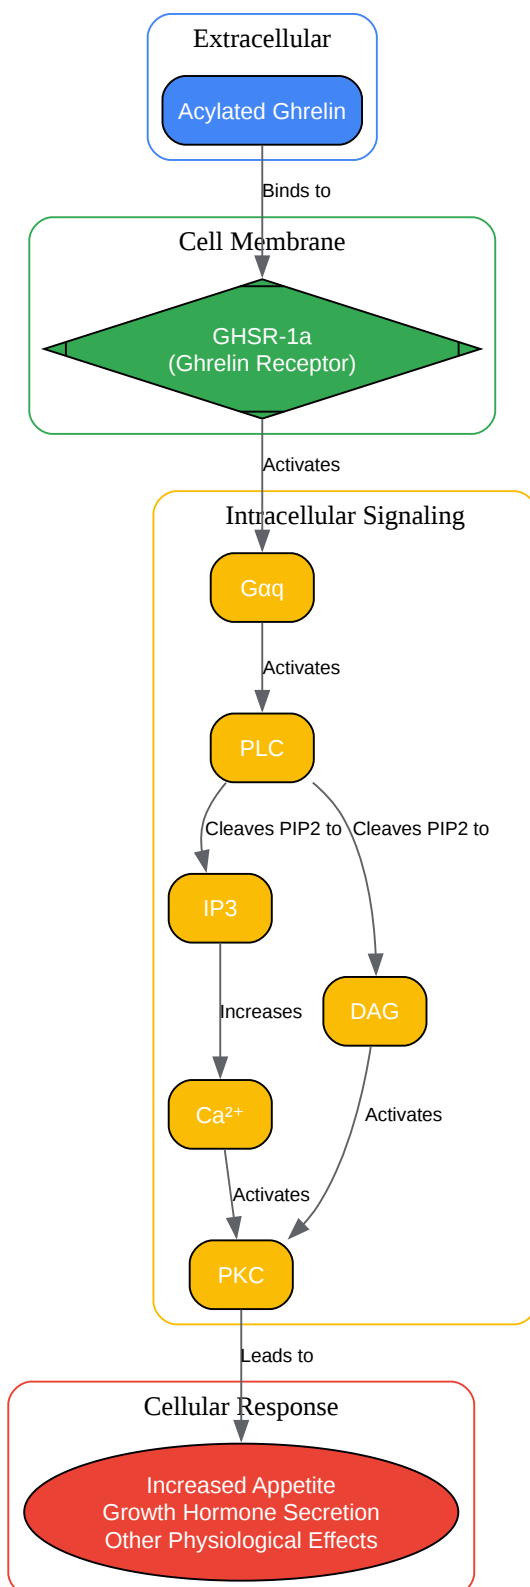 Extracellular
Acylated Ghrelin
Binds to
Cell Membrane
GHSR-1a
(Ghrelin Receptor)
Activates
Intracellular Signaling
Gαq
Activates
PLC
Cleaves PIP2 to
Cleaves PIP2 to
IP3
DAG
Increases
Ca²⁺
Activates
Activates
PKC
Leads to
Cellular Response
Increased Appetite
Growth Hormone Secretion
Other Physiological Effects